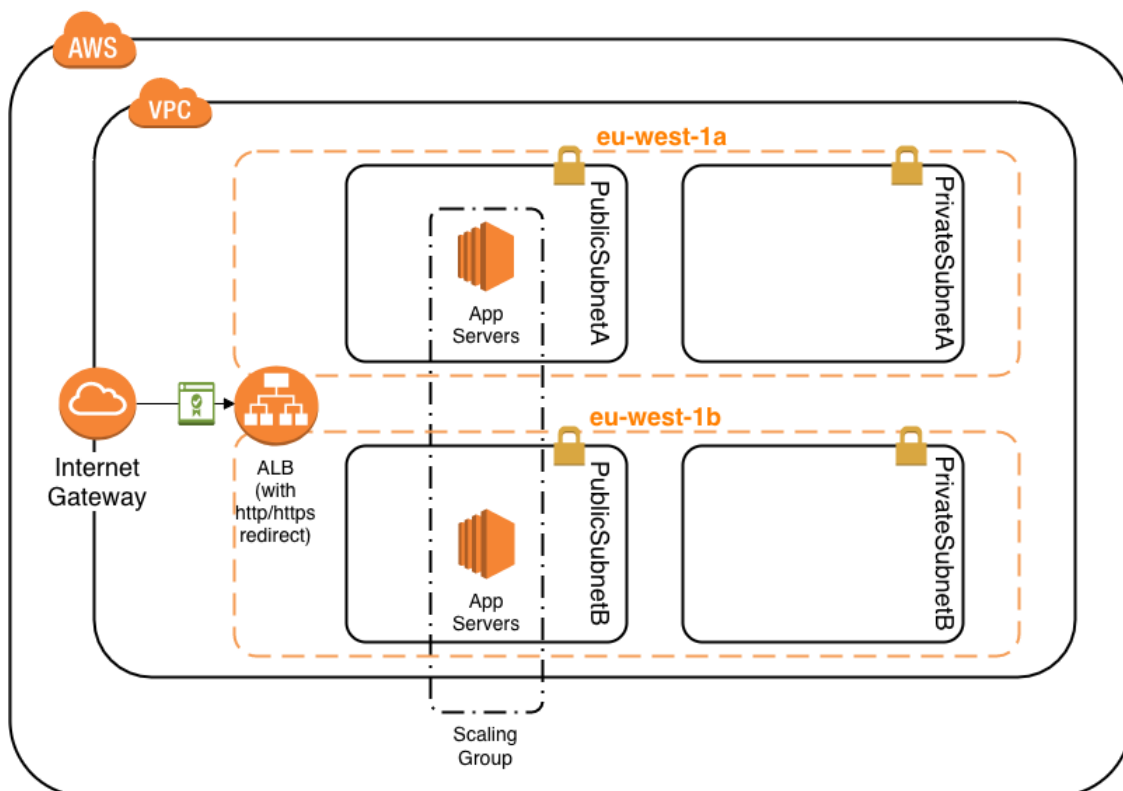 AWS
VPC
eu-west-1a
PublicSubnetA
PrivateSubnetA
App
Servers
Internet
Gateway
ALB
(with
http/https
redirect)
eu-west-1b
PublicSubnetB
PrivateSubnetB
App
Servers
Scaling
Group